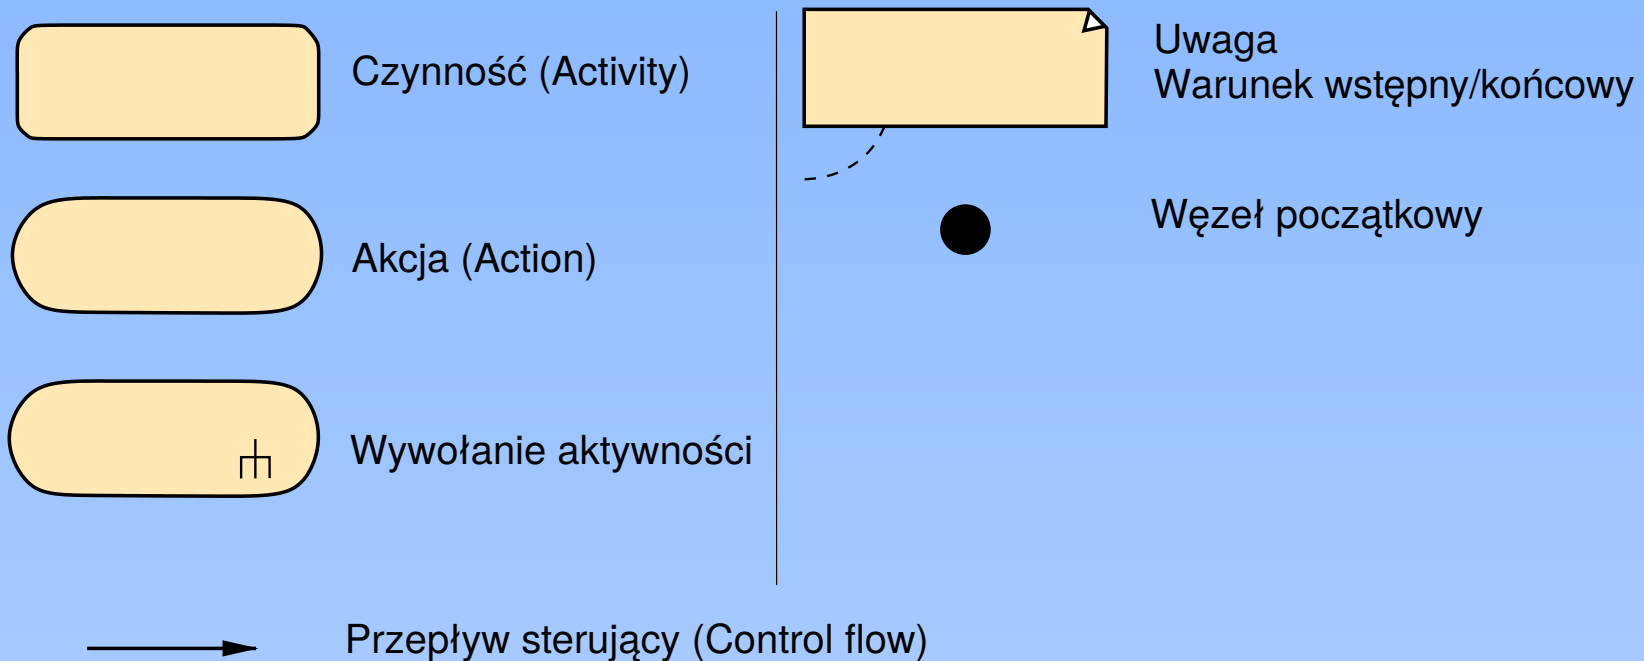 Czynność (Activity)
Akcja (Action)
Wywołanie aktywności
Uwaga
Warunek wstępny/końcowy
Węzeł początkowy
Przepływ sterujący (Control flow)